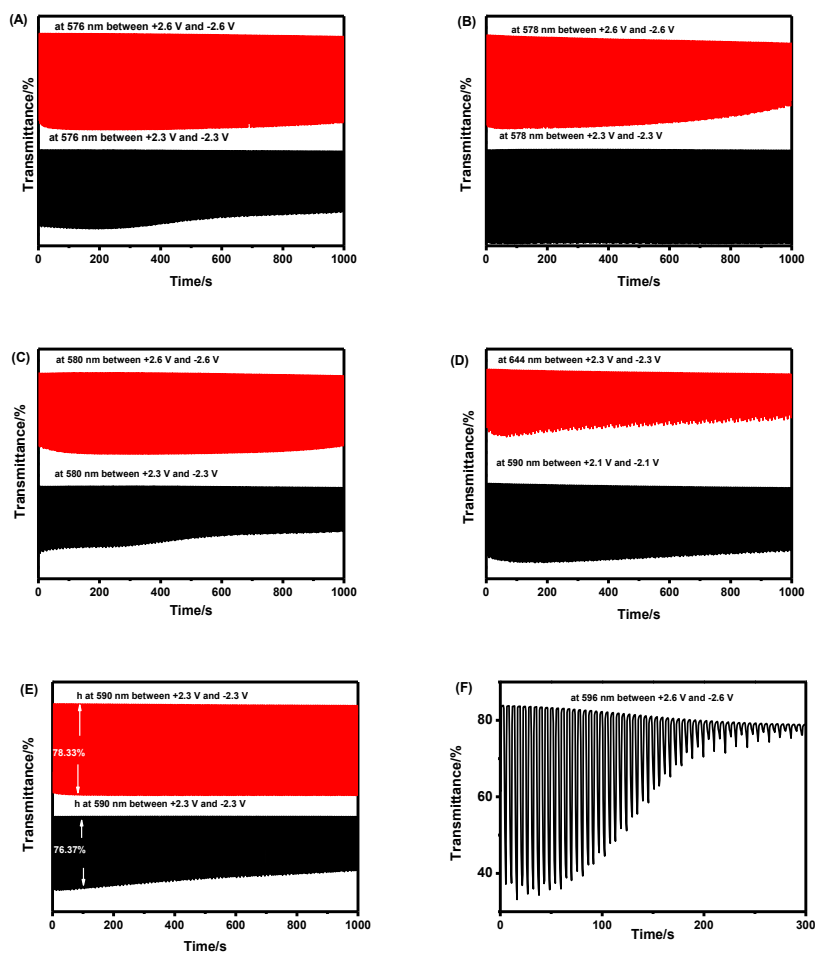 (A)
at 576 nm between +2.6 V and -2.6 V
at 576 nm between +2.3 V and -2.3 V
Transmittance/%
0 200 400 600 800 1000
Time/s
(B)
at 578 nm between +2.6 V and -2.6 V
at 578 nm between +2.3 V and -2.3 V
Transmittance/%
0 200 400 600 800 1000
Time/s
(C)
at 580 nm between +2.6 V and -2.6 V
at 580 nm between +2.3 V and -2.3 V
Transmittance/%
0 200 400 600 800 1000
Time/s
(D)
at 644 nm between +2.3 V and -2.3 V
at 590 nm between +2.1 V and -2.1 V
Transmittance/%
0 200 400 600 800 1000
Time/s
(E)
h at 590 nm between +2.3 V and -2.3 V
78.33%
h at 590 nm between +2.3 V and -2.3 V
76.37%
Transmittance/%
0 200 400 600 800 1000
Time/s
(F)
at 596 nm between +2.6 V and -2.6 V
80
60
40
Transmittance/%
0 100 200 300
Time/s